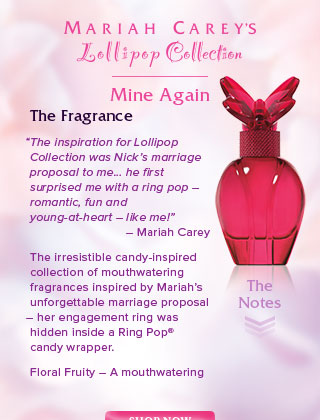 MARIAH CAREY'S
Lollipop Collection
Mine Again
The Fragrance
“The inspiration for Lollipop
Collection was Nick’s marriage
proposal to me... he first
surprised me with a ring pop –
romantic, fun and
young-at-heart – like me!”
– Mariah Carey
The irresistible candy-inspired
collection of mouthwatering
fragrances inspired by Mariah’s
unforgettable marriage proposal
– her engagement ring was
hidden inside a Ring Pop®
candy wrapper.
Floral Fruity – A mouthwatering
The
Notes
SHOP NOW